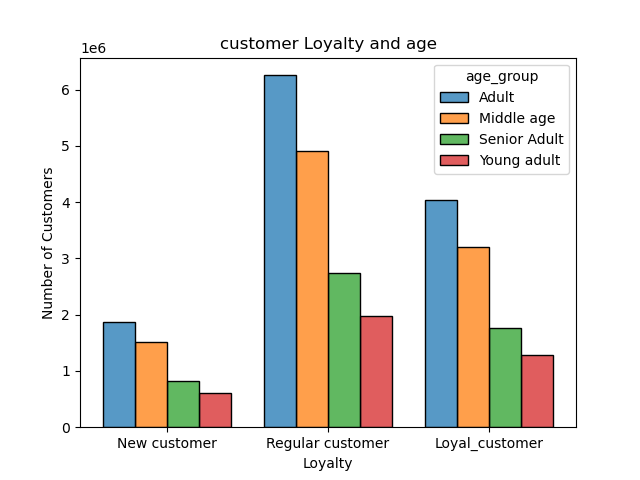 customer Loyalty and age
1e6
age_group
Adult
Middle age
Senior Adult
Young adult
6
5
4
3
2
1
0
Number of Customers
New customer
Regular customer
Loyal_customer
Loyalty